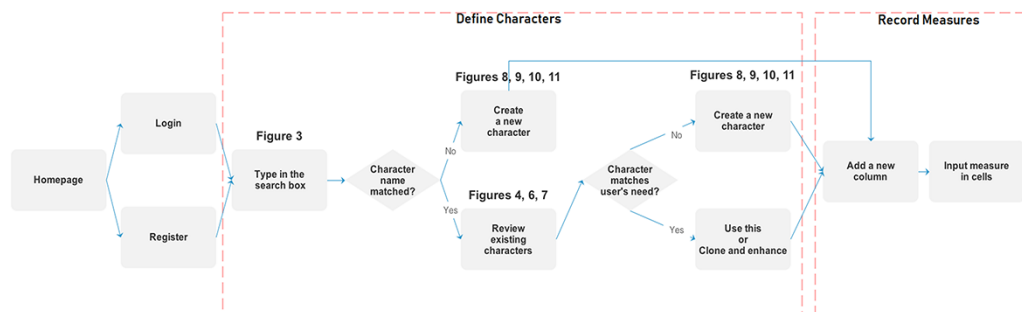 Define Characters
Record Measures
Homepage
Login
Register
Figure 3
Type in the
search box
Character
name
matched?
No
Yes
Figures 8, 9, 10, 11
Create
a new
character
Figures 4, 6, 7
Review
existing
characters
Character
matches
user's need?
No
Yes
Figures 8, 9, 10, 11
Create a new
character
Use this
or
Clone and enhance
Add a new
column
Input measure
in cells